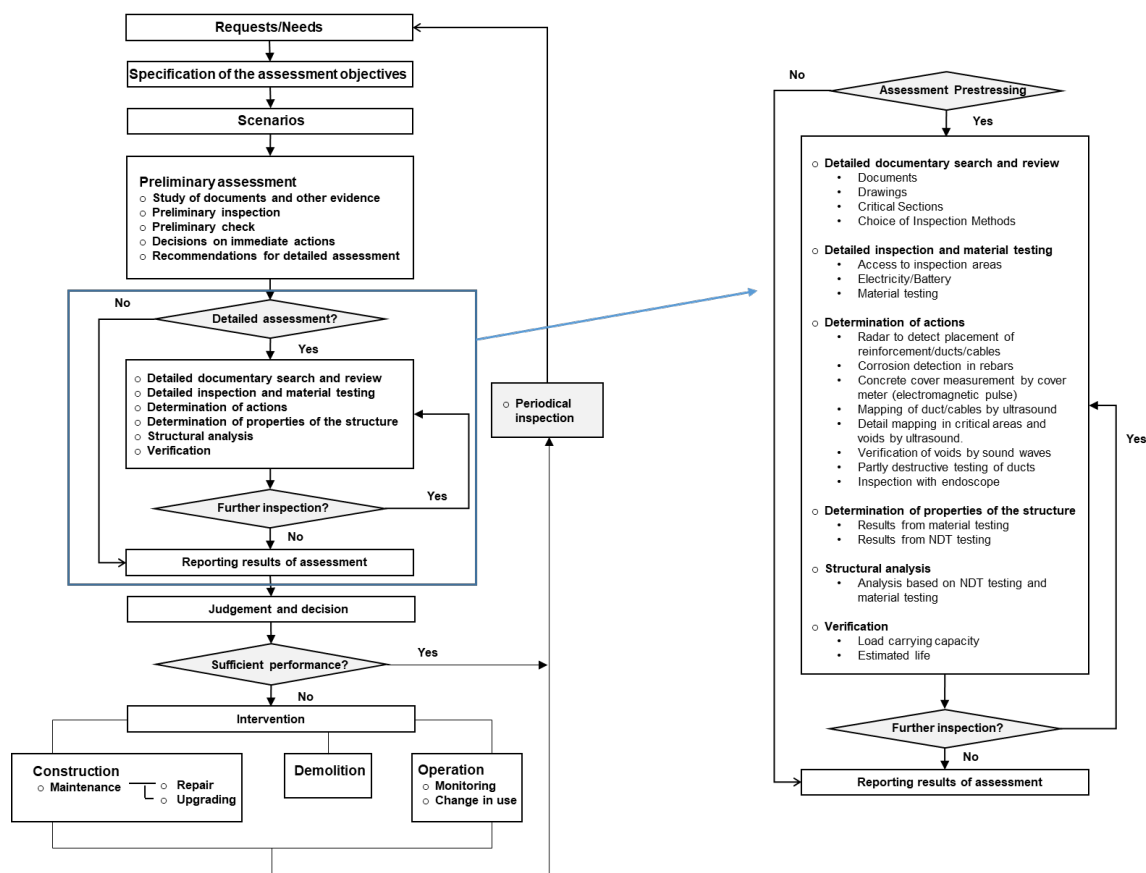 Requests/Needs
Specification of the assessment objectives
Scenarios
Preliminary assessment
○ Study of documents and other evidence
○ Preliminary inspection
○ Preliminary check
○ Decisions on immediate actions
○ Recommendations for detailed assessment
No
Detailed assessment?
Yes
○ Detailed documentary search and review
○ Detailed inspection and material testing
○ Determination of actions
○ Determination of properties of the structure
○ Structural analysis
○ Verification
Further inspection?
Yes
No
Reporting results of assessment
Judgement and decision
Sufficient performance?
Yes
No
Intervention
Construction
○ Maintenance
○ Repair
○ Upgrading
Demolition
Operation
○ Monitoring
○ Change in use
○ Periodical
inspection
No
Assessment Prestressing
Yes
○ Detailed documentary search and review
• Documents
• Drawings
• Critical Sections
• Choice of Inspection Methods
○ Detailed inspection and material testing
• Access to inspection areas
• Electricity/Battery
• Material testing
○ Determination of actions
• Radar to detect placement of
reinforcement/ducts/cables
• Corrosion detection in rebars
• Concrete cover measurement by cover
meter (electromagnetic pulse)
• Mapping of duct/cables by ultrasound
• Detail mapping in critical areas and
voids by ultrasound.
• Verification of voids by sound waves
• Partly destructive testing of ducts
• Inspection with endoscope
○ Determination of properties of the structure
• Results from material testing
• Results from NDT testing
○ Structural analysis
• Analysis based on NDT testing and
material testing
○ Verification
• Load carrying capacity
• Estimated life
Yes
Further inspection?
No
Reporting results of assessment